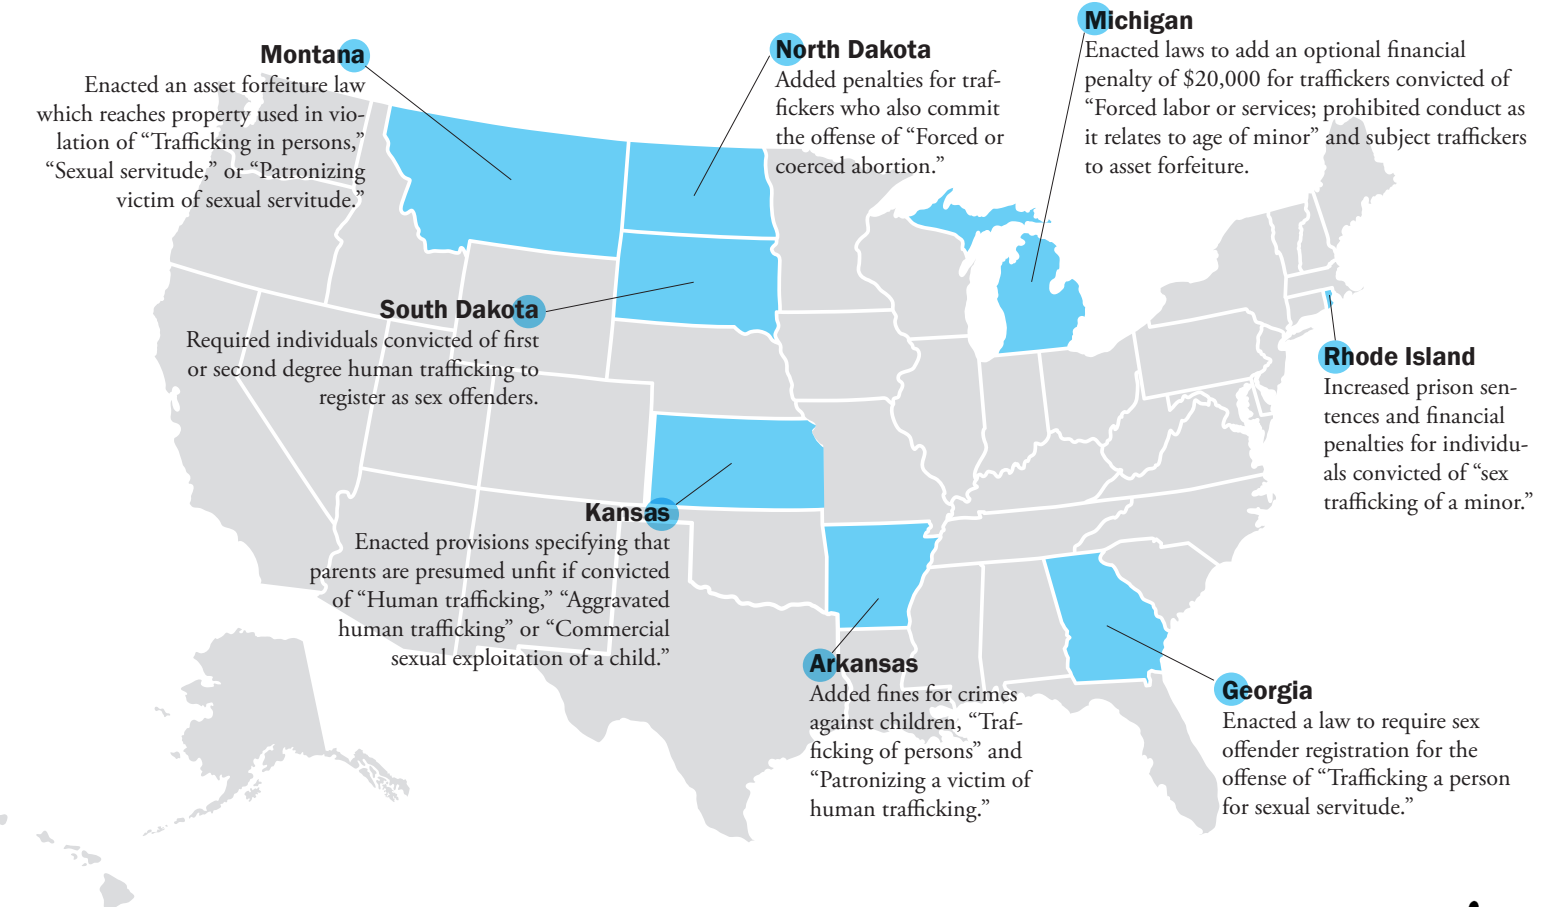 Montana
Enacted an asset forfeiture law
which reaches property used in vio-
lation of “Trafficking in persons,”
“Sexual servitude,” or “Patronizing
victim of sexual servitude.”
North Dakota
Added penalties for traf-
fickers who also commit
the offense of “Forced or
coerced abortion.”
Michigan
Enacted laws to add an optional financial
penalty of $20,000 for traffickers convicted of
“Forced labor or services; prohibited conduct as
it relates to age of minor” and subject traffickers
to asset forfeiture.
South Dakota
Required individuals convicted of first
or second degree human trafficking to
register as sex offenders.
Rhode Island
Increased prison sen-
tences and financial
penalties for individu-
als convicted of “sex
trafficking of a minor.”
Kansas
Enacted provisions specifying that
parents are presumed unfit if convicted
of “Human trafficking,” “Aggravated
human trafficking” or “Commercial
sexual exploitation of a child.”
Arkansas
Added fines for crimes
against children, “Traf-
ficking of persons” and
“Patronizing a victim of
human trafficking.”
Georgia
Enacted a law to require sex
offender registration for the
offense of “Trafficking a person
for sexual servitude.”